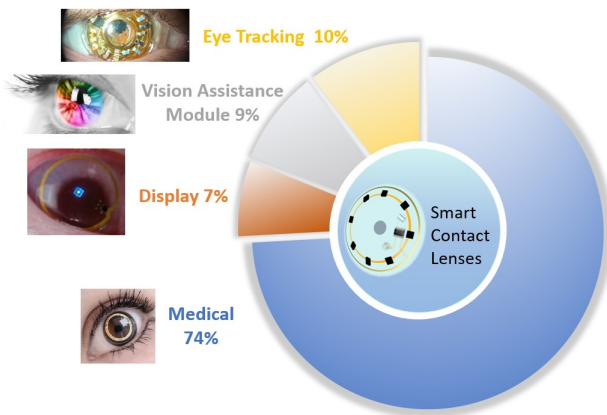 Eye Tracking 10%
Vision Assistance
Module 9%
Display 7%
Smart
Contact
Lenses
Medical
74%